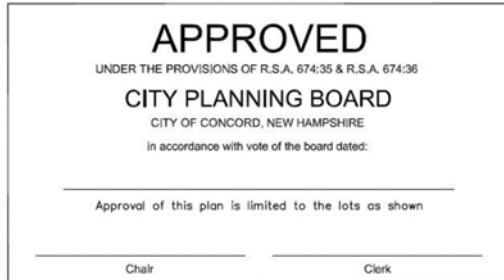 APPROVED
UNDER THE PROVISIONS OF R.S.A. 674:35 & R.S.A. 674:36
CITY PLANNING BOARD
CITY OF CONCORD, NEW HAMPSHIRE
in accordance with vote of the board dated:
Approval of this plan is limited to the lots as shown
Chair Clerk